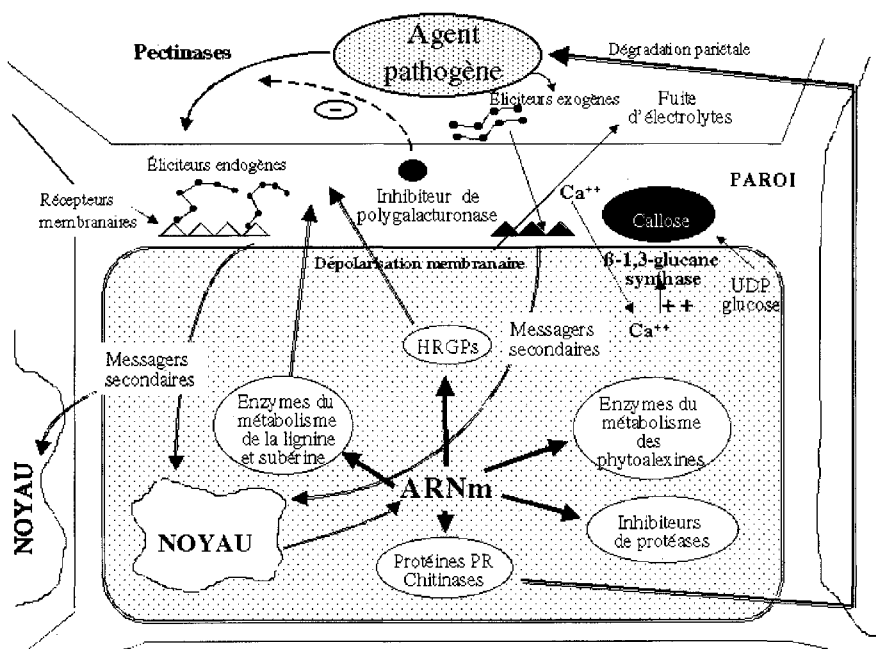 Agent
pathogène
Pectinases
Dégradation pariétale
Éliciteurs exogènes
Fuite
d'électrolytes
Éliciteurs endogènes
Récepteurs
membranaires
Inhibiteur de
polygalacturonase
Ca++
PAROI
Callose
Dépolarisation membranaire
β-1,3-glucane
synthase
UDP
glucose
++
Ca++
Messagers
secondaires
HRGPs
Messagers
secondaires
Enzymes du
métabolisme
de la lignine
et subérine
Enzymes du
métabolisme
des
phytoalexines
ARNm
NOYAU
NOYAU
Inhibiteurs
de protéases
Protéines PR
Chitinases